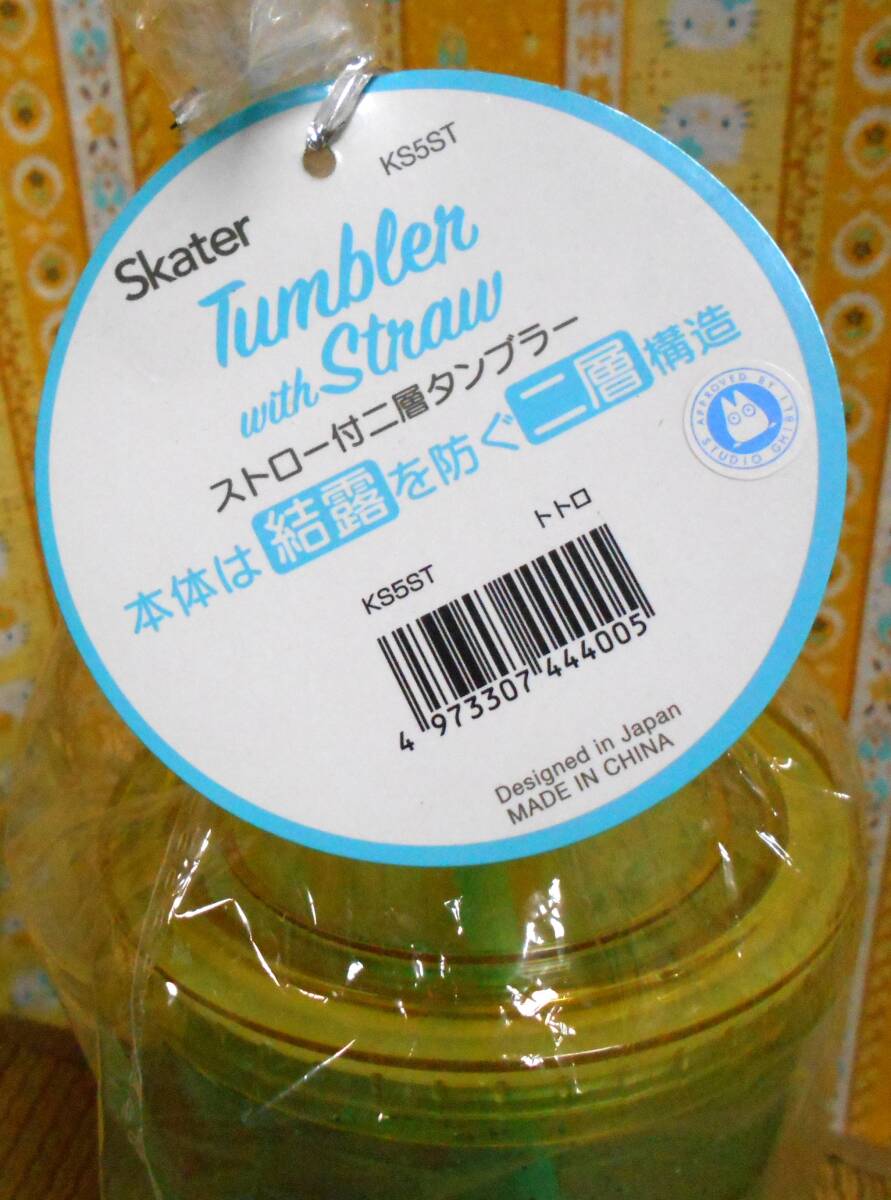 KS5ST
Skater
Tumbler
with Straw
ストロー付二層タンブラー
本体は結露を防ぐ二層構造
APPROVED BY
STUDIO GHIBLI
KS5ST トトロ
4 973307 444005
Designed in Japan
MADE IN CHINA